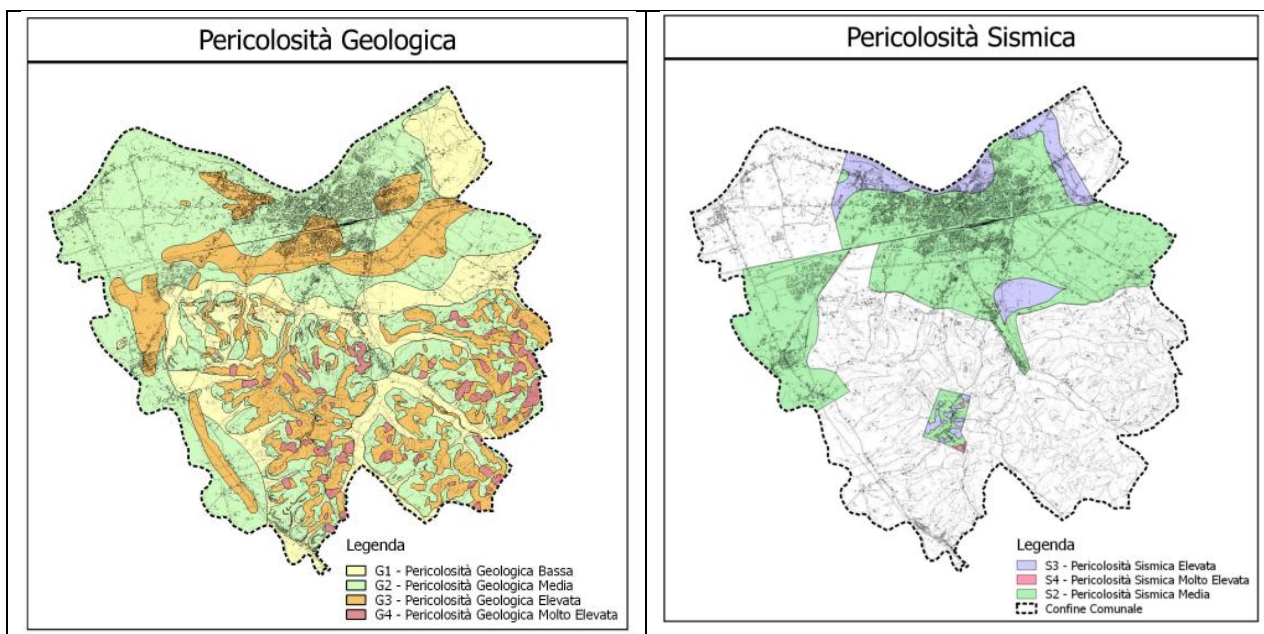 Pericolosità Geologica
Legenda
G1 - Pericolosità Geologica Bassa
G2 - Pericolosità Geologica Media
G3 - Pericolosità Geologica Elevata
G4 - Pericolosità Geologica Molto Elevata
Pericolosità Sismica
Legenda
S3 - Pericolosità Sismica Elevata
S4 - Pericolosità Sismica Molto Elevata
S2 - Pericolosità Sismica Media
Confine Comunale